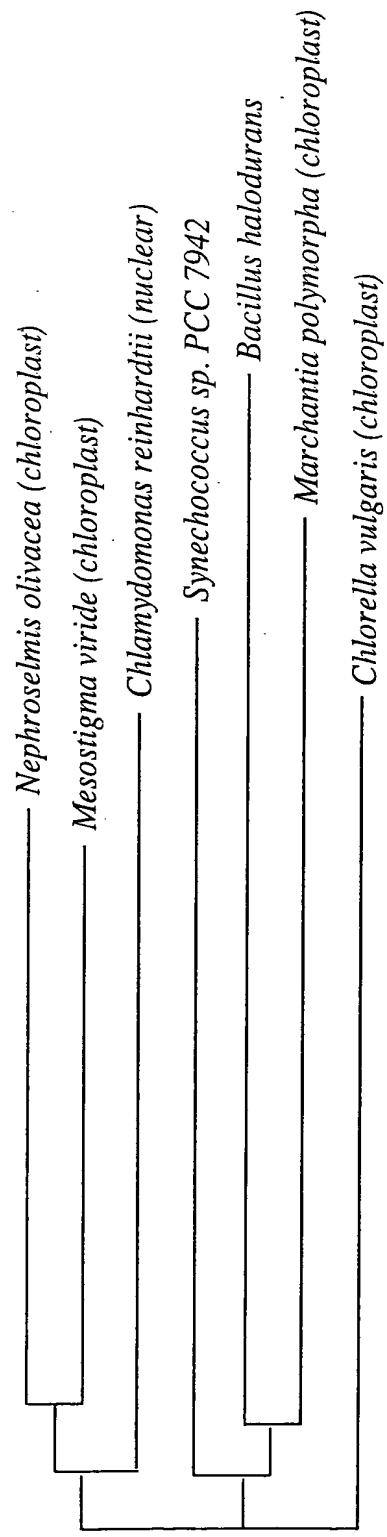 Nephroselmis olivacea (chloroplast)
Mesostigma viride (chloroplast)
Chlamydomonas reinhardtii (nuclear)
Synechococcus sp. PCC 7942
Bacillus halodurans
Marchantia polymorpha (chloroplast)
Chlorella vulgaris (chloroplast)